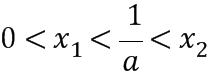 0 < x₁ < 1/a < x₂